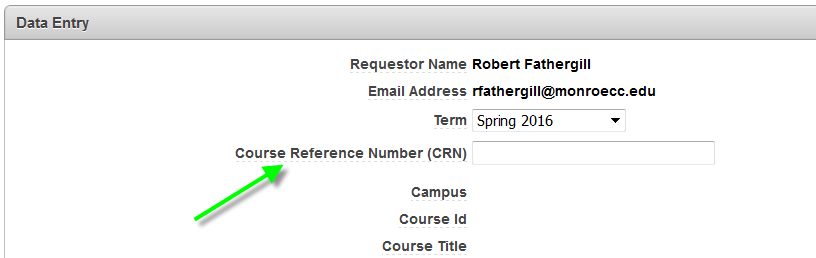 Data Entry
Requestor Name Robert Fathergill
Email Address rfathergill@monroecc.edu
Term Spring 2016
Course Reference Number (CRN)
Campus
Course Id
Course Title